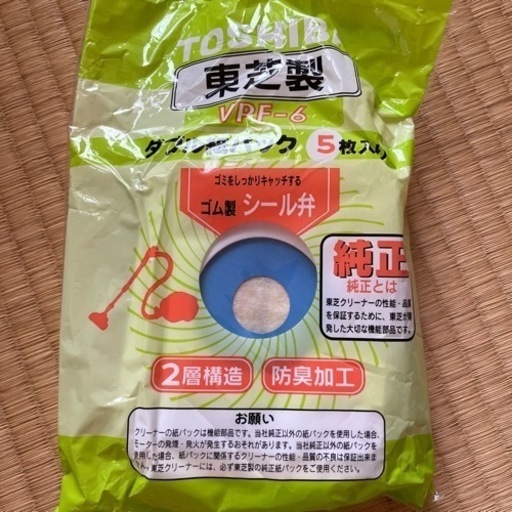 TOSHIBA
東芝製
VPF-6
ダブル紙パック 5枚入り
ゴミをしっかりキャッチする
ゴム製 シール弁
純正
純正とは
東芝クリーナーの性能・品質
を保証するために、東芝が
発した大切な機能部品です。
2層構造 防臭加工
お願い
クリーナーの紙パックは機能部品です。当社純正以外の紙パックを使用した場合、
モーターの発煙・発火が発生するおそれがあります。当社純正以外の紙パックを
使用した場合、紙パックに関係するクリーナーの性能・品質の不良は保証出来ま
東芝クリーナーには、必ず東芝製の純正紙パックをご使用ください。